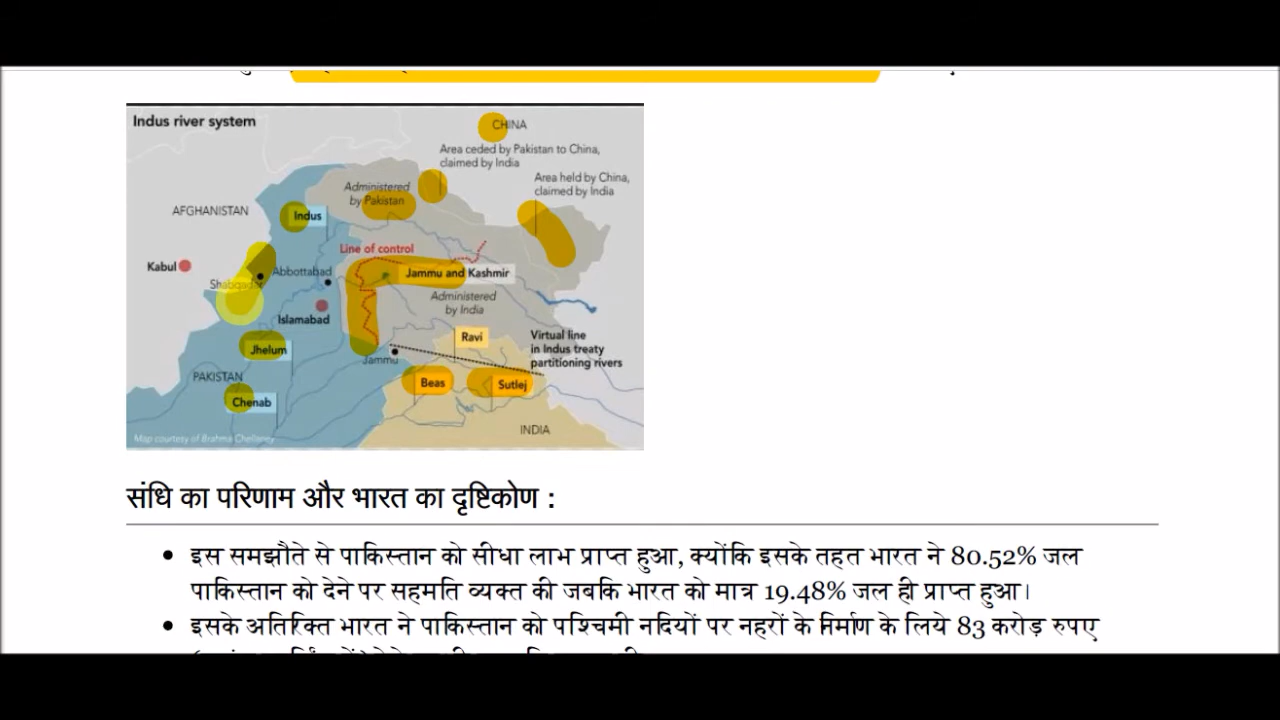 Indus river system
CHINA
Area ceded by Pakistan to China,
claimed by India
Area held by China,
claimed by India
Administered
by Pakistan
AFGHANISTAN
Indus
Line of control
Kabul
Abbottabad
Jammu and Kashmir
Shabqadar
Administered
by India
Islamabad
Ravi
Virtual line
in Indus treaty
partitioning rivers
Jhelum
Jammu
PAKISTAN
Beas
Sutlej
Chenab
INDIA
Map courtesy of Brahma Chellaney
संधि का परिणाम और भारत का दृष्टिकोण :
• इस समझौते से पाकिस्तान को सीधा लाभ प्राप्त हुआ, क्योंकि इसके तहत भारत ने 80.52% जल
पाकिस्तान को देने पर सहमति व्यक्त की जबकि भारत को मात्र 19.48% जल ही प्राप्त हुआ।
• इसके अतिरिक्त भारत ने पाकिस्तान को पश्चिमी नदियों पर नहरों के निर्माण के लिये 83 करोड़ रुपए